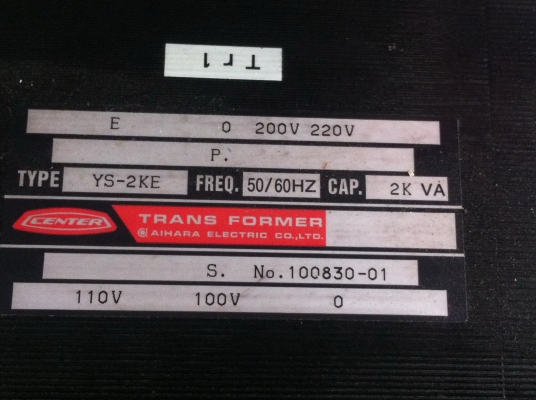 Tr1
E 0 200V 220V
P.
TYPE YS-2KE FREQ. 50/60HZ CAP. 2K VA
CENTER TRANS FORMER
AIHARA ELECTRIC CO.,LTD.
S. No.100830-01
110V 100V 0